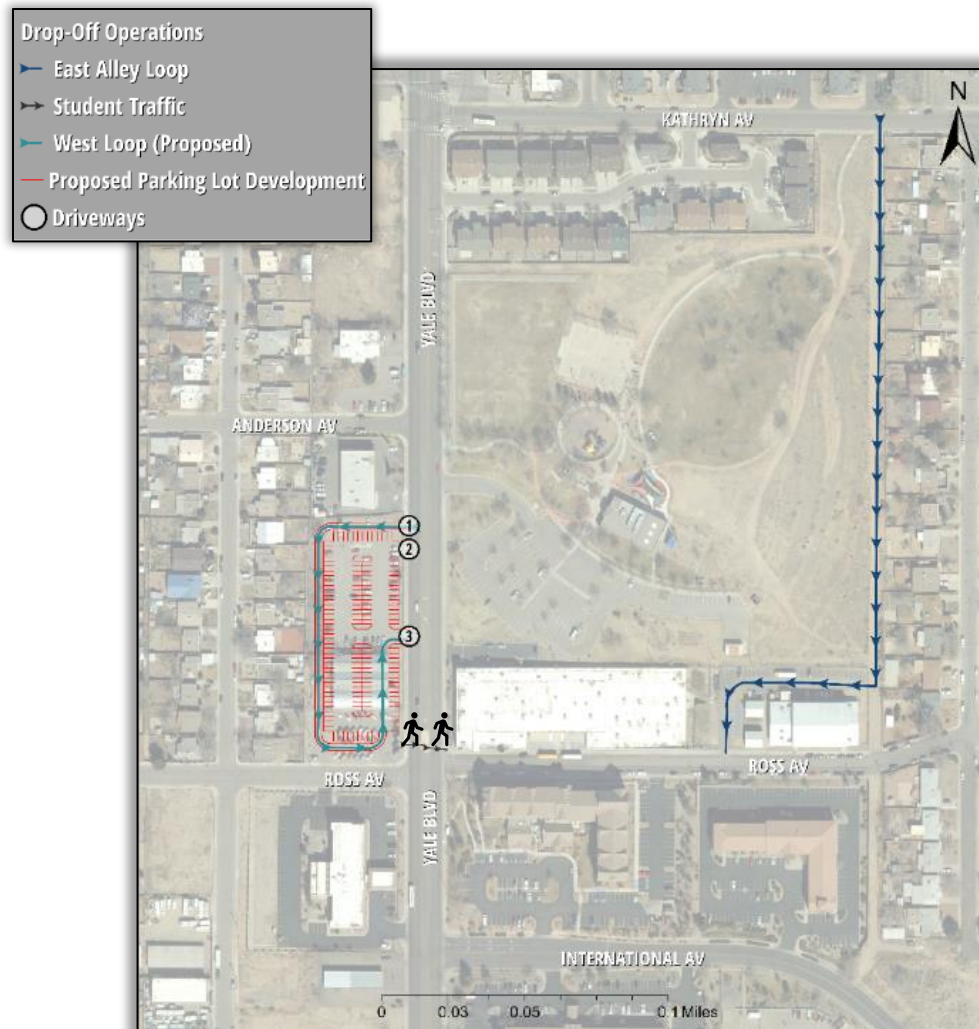 Drop-Off Operations
East Alley Loop
Student Traffic
West Loop (Proposed)
Proposed Parking Lot Development
Driveways
N
KATHRYN AV
YALE BLVD
ANDERSON AV
1
2
3
ROSS AV
ROSS AV
YALE BLVD
INTERNATIONAL AV
0 0.03 0.05 0.1 Miles